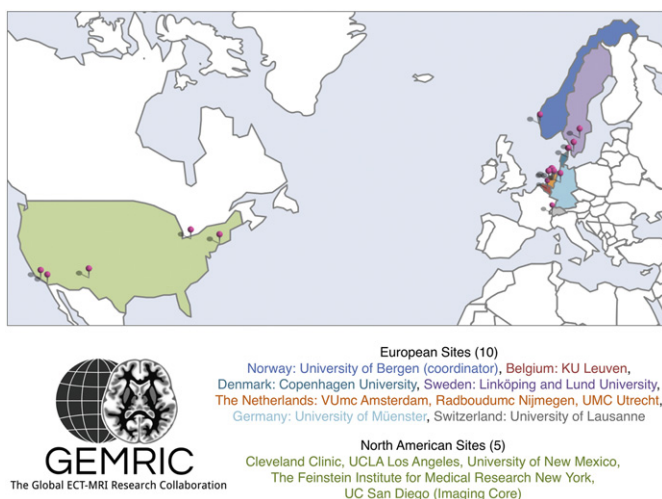 European Sites (10)
Norway: University of Bergen (coordinator), Belgium: KU Leuven,
Denmark: Copenhagen University, Sweden: Linköping and Lund University,
The Netherlands: VUmc Amsterdam, Radboudumc Nijmegen, UMC Utrecht,
Germany: University of Müenster, Switzerland: University of Lausanne
North American Sites (5)
Cleveland Clinic, UCLA Los Angeles, University of New Mexico,
The Feinstein Institute for Medical Research New York,
UC San Diego (Imaging Core)
GEMRIC
The Global ECT-MRI Research Collaboration